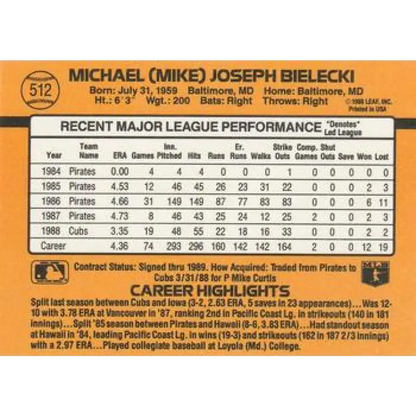 512
MICHAEL (MIKE) JOSEPH BIELECKI
Born: July 31, 1959 Baltimore, MD Home: Baltimore, MD
Ht.: 6'3" Wgt.: 200 Bats: Right Throws: Right
©1988 LEAF, INC.
Printed in USA
RECENT MAJOR LEAGUE PERFORMANCE "Denotes" Led League
Year Team Name ERA Games Inn. Pitched Hits Runs Er. Runs Walks Strike Outs Comp. Games Shut Outs Save Won Lost
1984 Pirates 0.00 4 4 4 0 0 0 1 0 0 0 0 0
1985 Pirates 4.53 12 46 45 26 23 31 22 0 0 0 2 3
1986 Pirates 4.66 31 149 149 87 77 83 83 0 0 0 6 11
1987 Pirates 4.73 8 46 43 25 24 12 25 2 0 0 2 3
1988 Cubs 3.35 19 48 55 22 18 16 33 0 0 0 2 2
Career 4.36 74 293 296 160 142 142 164 2 0 0 12 19
Contract Status: Signed thru 1989. How Acquired: Traded from Pirates to
Cubs 3/31/88 for P Mike Curtis
CAREER HIGHLIGHTS
Split last season between Cubs and Iowa (3-2, 2.63 ERA, 5 saves in 23 appearances)... Was 12-
10 with 3.78 ERA at Vancouver in '87, ranking 2nd in Pacific Coast Lg. in strikeouts (140 in 181
innings)... Split '85 season between Pirates and Hawaii (8-6, 3.83 ERA)... Had standout season
at Hawaii in '84, leading Pacific Coast Lg. in wins (19-3) and strikeouts (162 in 187 2/3 innings)
with a 2.97 ERA... Played collegiate baseball at Loyola (Md.) College.